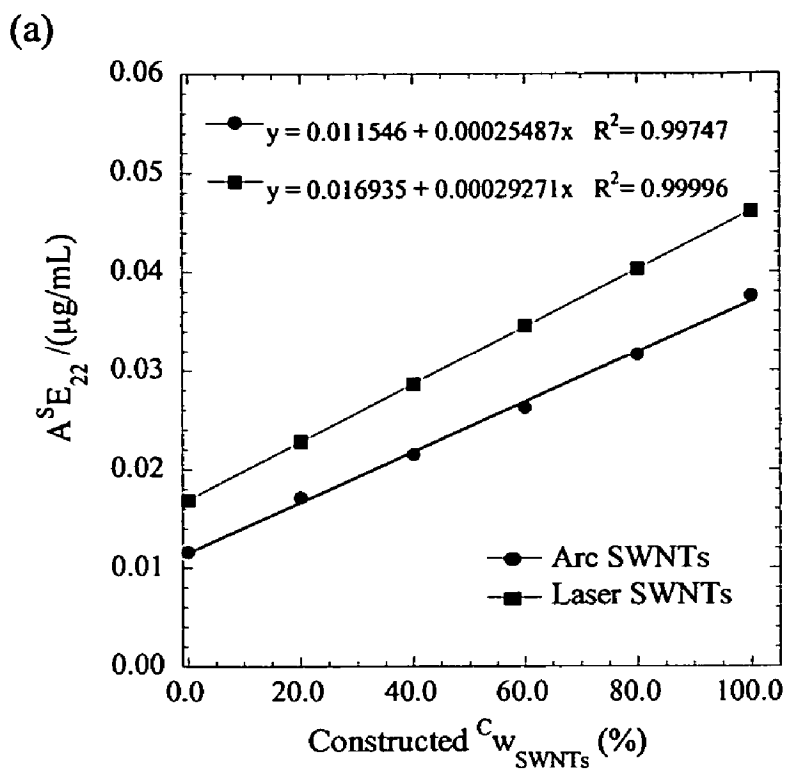 (a)
0.06
y = 0.011546 + 0.00025487x R²= 0.99747
0.05
y = 0.016935 + 0.00029271x R²= 0.99996
0.04
A^S E_22 /(μg/mL)
0.03
0.02
Arc SWNTs
0.01
Laser SWNTs
0.00
0.0 20.0 40.0 60.0 80.0 100.0
Constructed ^C w_SWNTs (%)